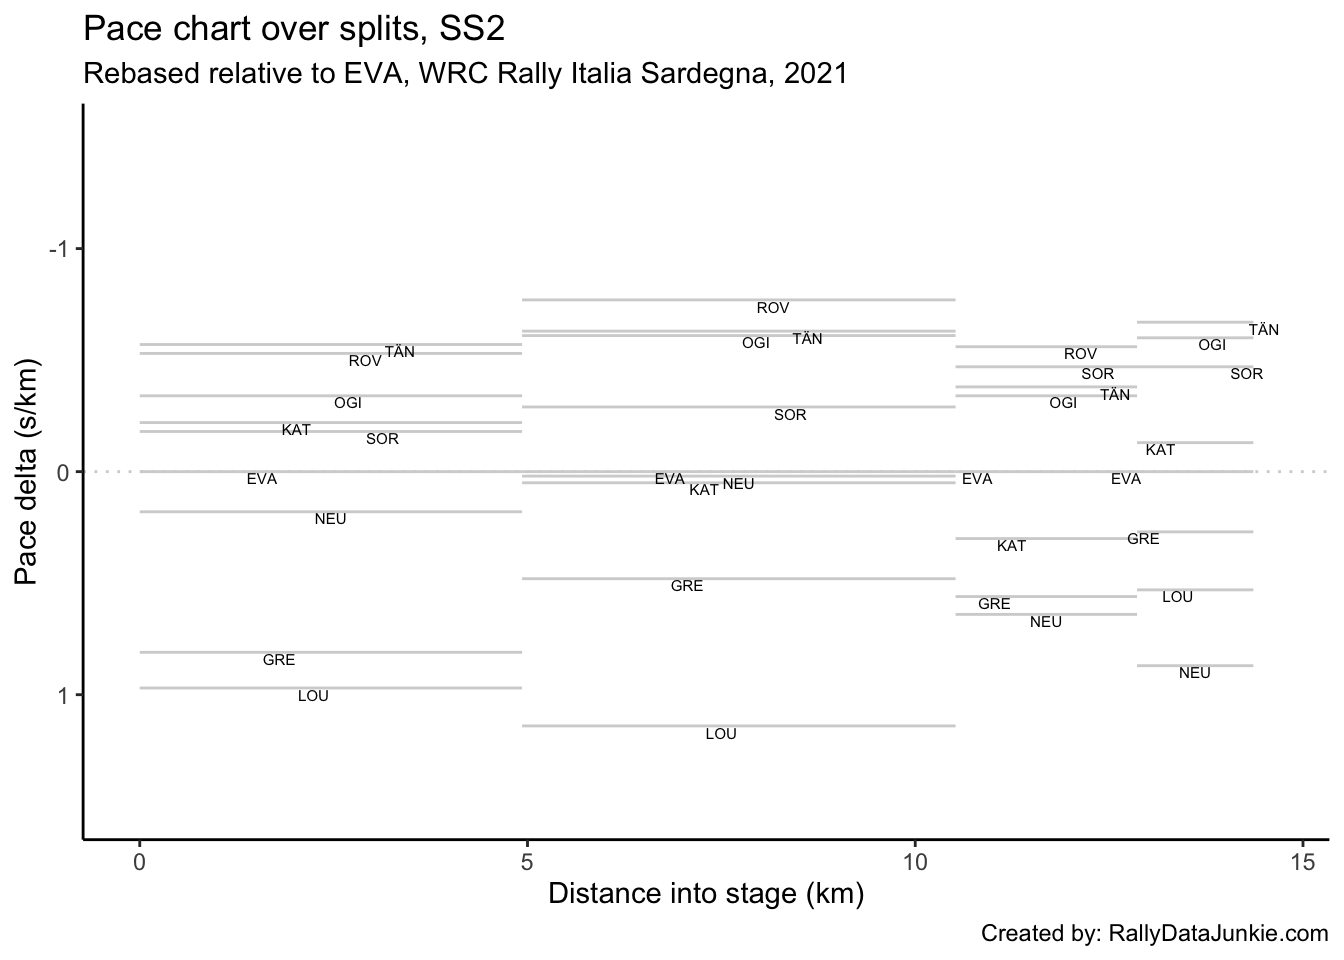 Pace chart over splits, SS2
Rebased relative to EVA, WRC Rally Italia Sardegna, 2021
Pace delta (s/km)
-1
0
1
ROV
TÄN
OGI
TÄN
ROV
OGI
TÄN
ROV
SOR
SOR
TÄN
OGI
OGI
SOR
KAT
SOR
KAT
EVA
EVA
NEU
KAT
EVA
EVA
NEU
GRE
KAT
GRE
GRE
LOU
NEU
GRE
NEU
LOU
LOU
0
5
10
15
Distance into stage (km)
Created by: RallyDataJunkie.com